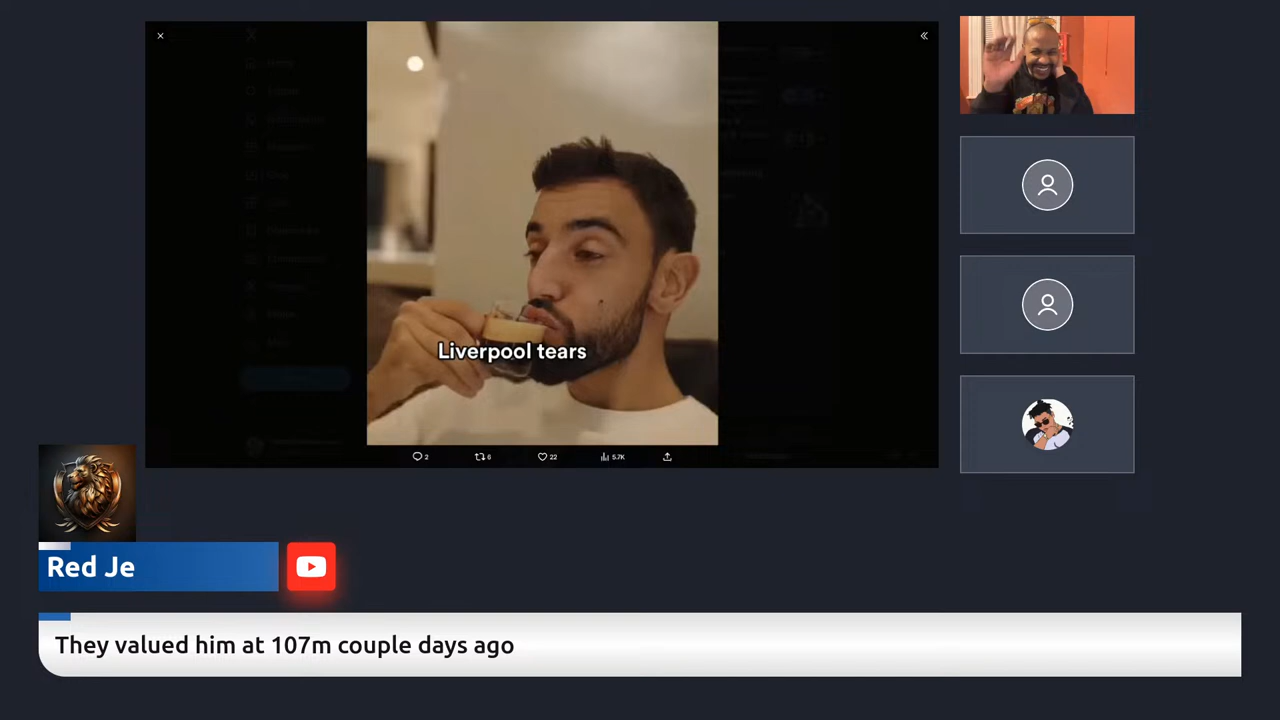 Liverpool tears
2
6
22
5.7K
Red Je
They valued him at 107m couple days ago